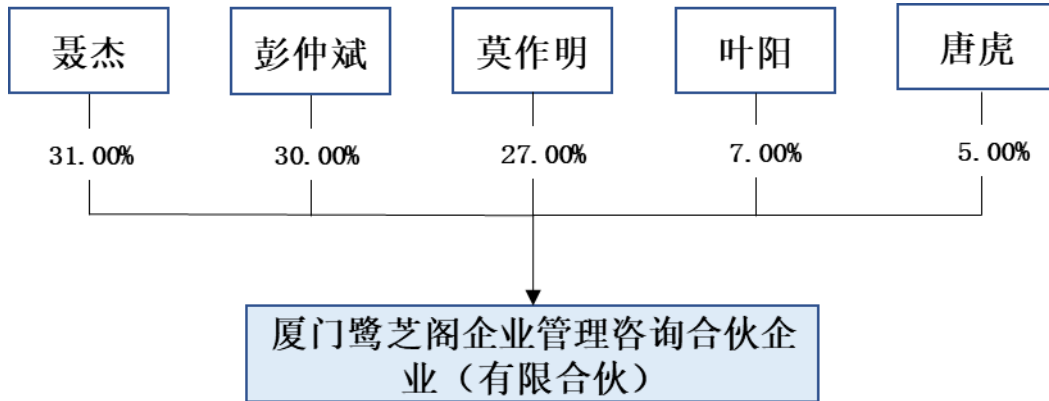 聂杰 彭仲斌 莫作明 叶阳 唐虎
31.00% 30.00% 27.00% 7.00% 5.00%
厦门鹭芝阁企业管理咨询合伙企
业（有限合伙）